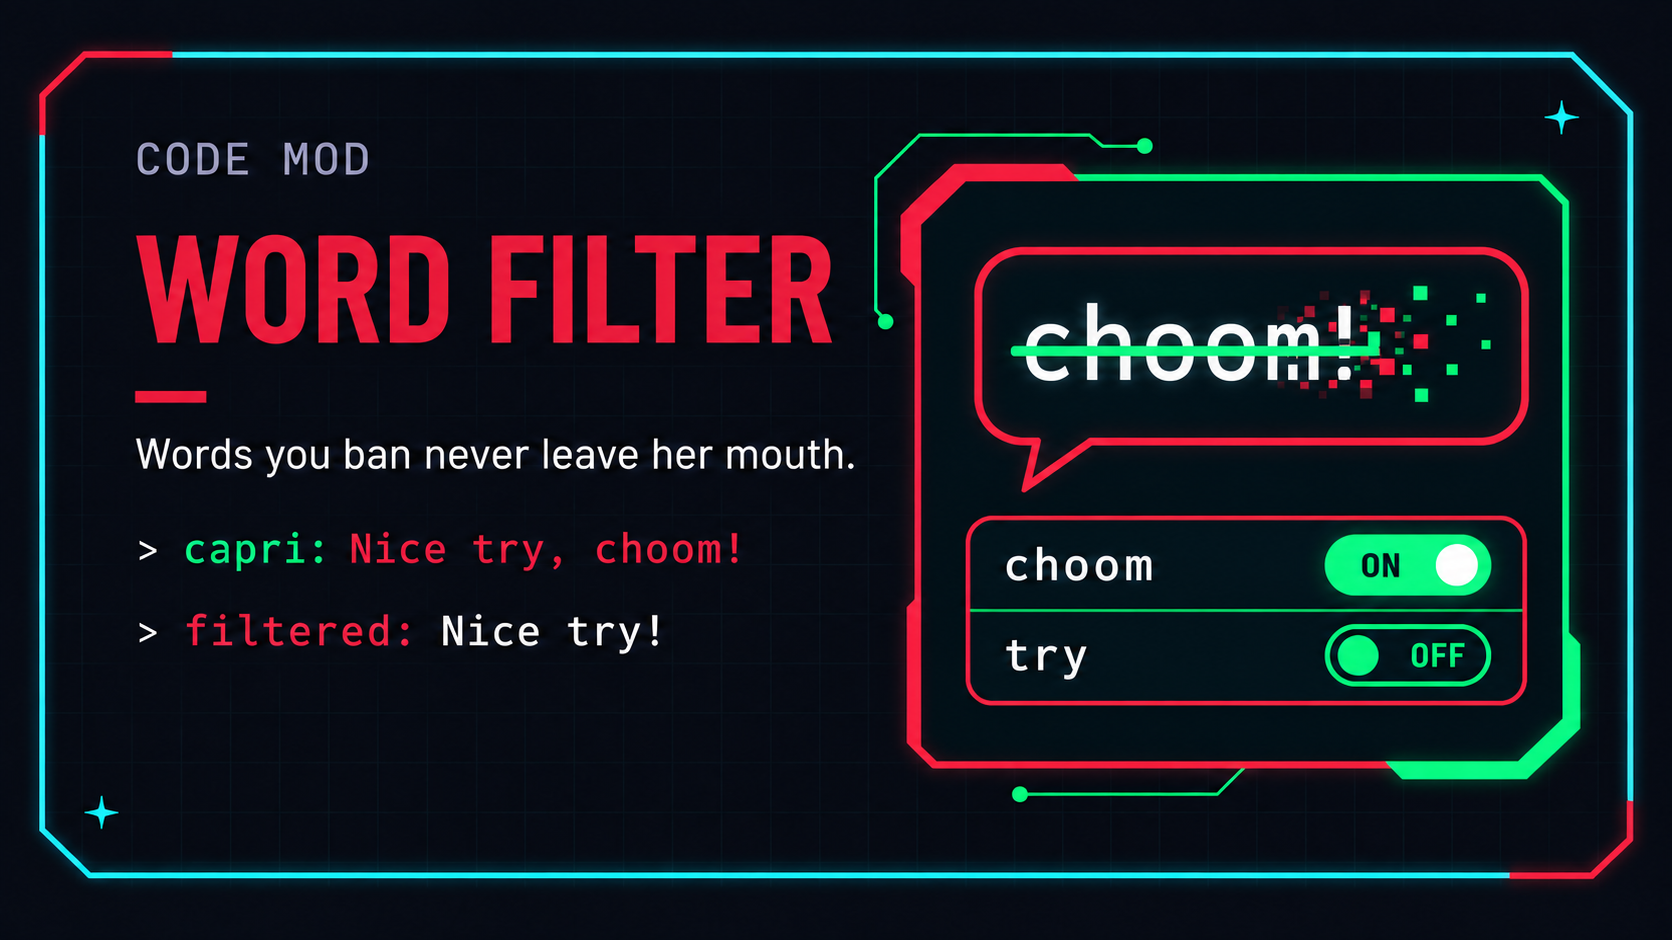 CODE MOD
WORD FILTER
Words you ban never leave her mouth.
> capri: Nice try, choom!
> filtered: Nice try!
choom!
choom ON
try OFF